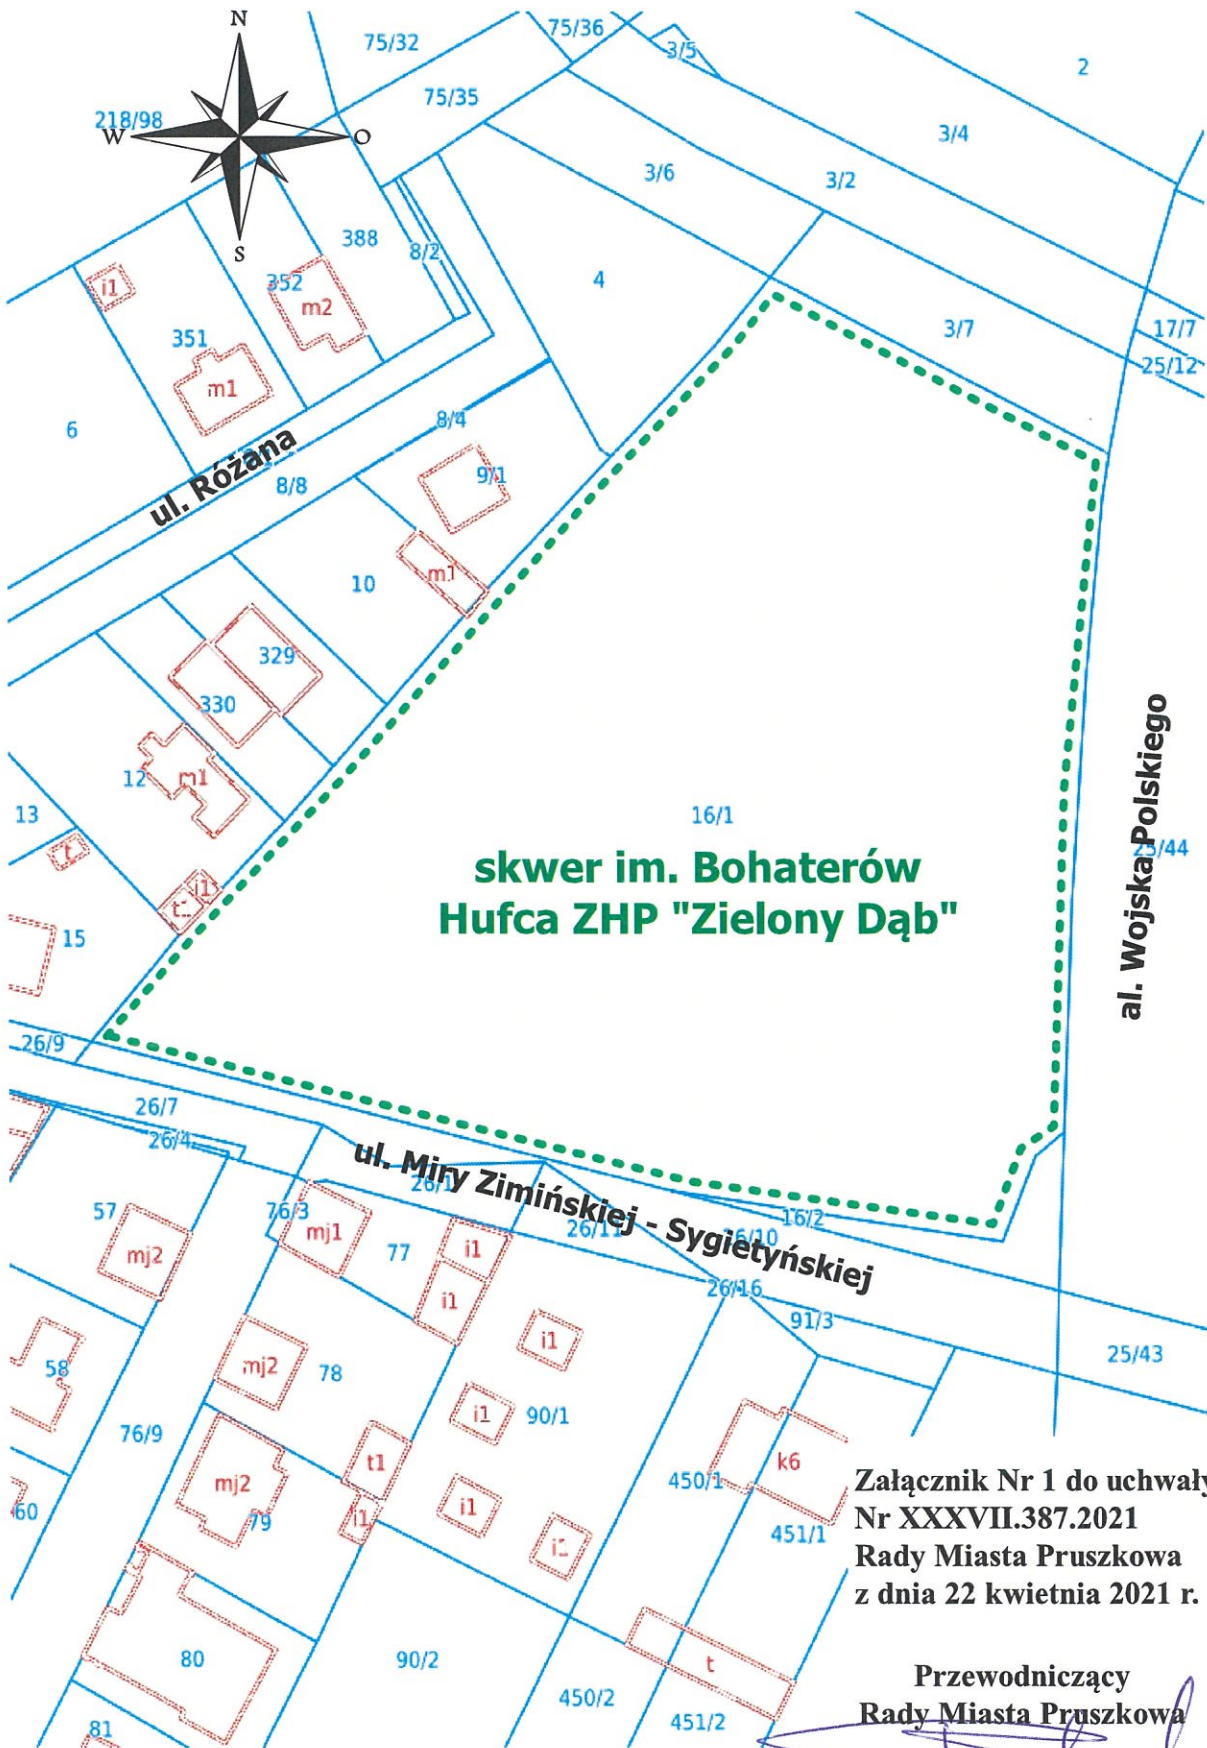 N
75/32
75/36
3/5
2
75/35
218/98
W
O
3/4
3/6
3/2
S
388
8/2
i1
352
m2
4
351
3/7
17/7
25/12
m1
6
8/4
ul. Różana
8/8
9/1
10
m1
329
330
12
m1
13
t
16/1
al. Wojska Polskiego
25/44
skwer im. Bohaterów
Hufca ZHP "Zielony Dąb"
i1
15
26/9
26/7
26/4
ul. Miry Zimińskiej - Sygietyńskiej
26/1
57
76/3
mj1
77
i1
26/11
16/2
mj2
i1
26/16
91/3
i1
25/43
58
mj2
78
i1
90/1
76/9
t1
k6
450/1
mj2
i1
60
79
i1
451/1
Załącznik Nr 1 do uchwały
Nr XXXVII.387.2021
Rady Miasta Pruszkowa
z dnia 22 kwietnia 2021 r.
80
90/2
t
450/2
451/2
81
Przewodniczący
Rady Miasta Pruszkowa